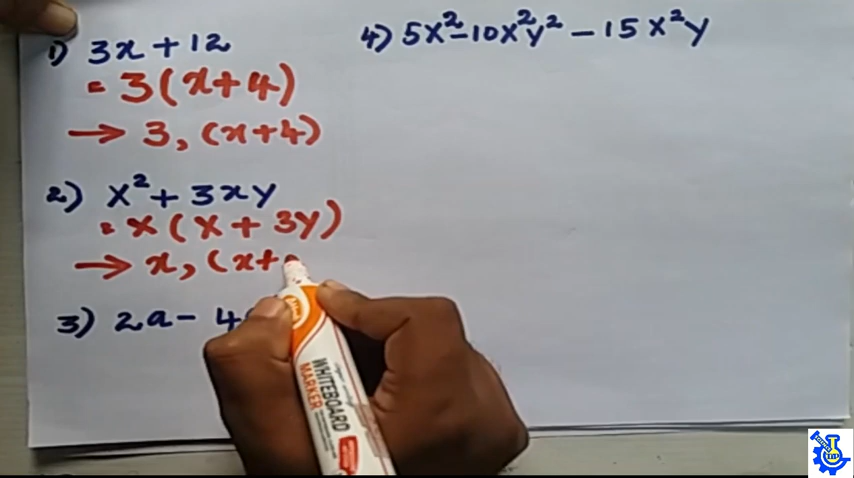 1) 3x + 12
= 3(x+4)
→ 3, (x+4)
2) x² + 3xy
= x(x + 3y)
→ x, (x+
3) 2a - 4
4) 5x²-10x²y² - 15x²y
WHITEBOARD
MARKER